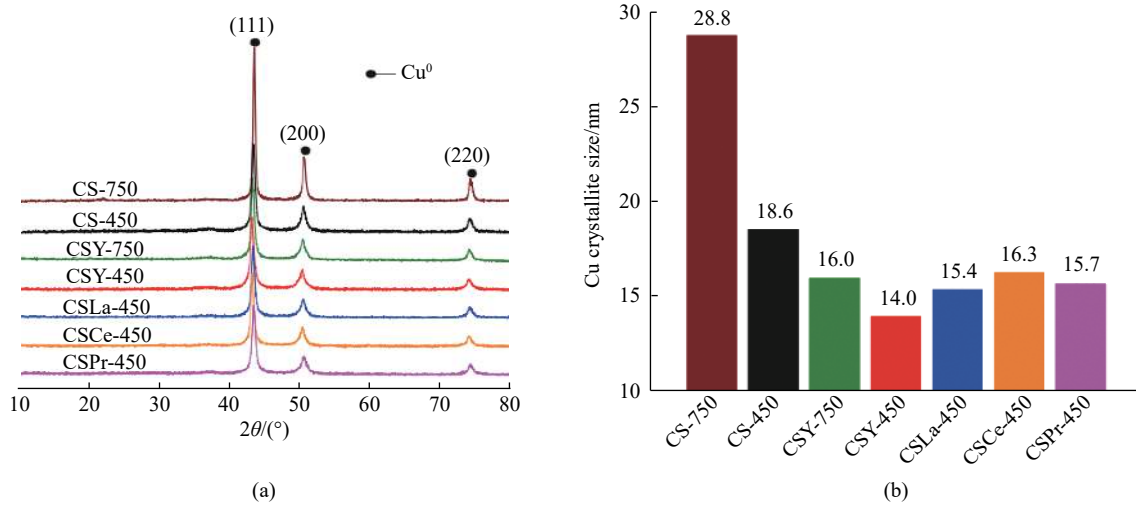 (111)
Cu⁰
(200)
(220)
CS-750
CS-450
CSY-750
CSY-450
CSLa-450
CSCe-450
CSPr-450
10 20 30 40 50 60 70 80
2θ/(°)
(a)
Cu crystallite size/nm
30
25
20
15
10
28.8
18.6
16.0
14.0
15.4
16.3
15.7
CS-750
CS-450
CSY-750
CSY-450
CSLa-450
CSCe-450
CSPr-450
(b)